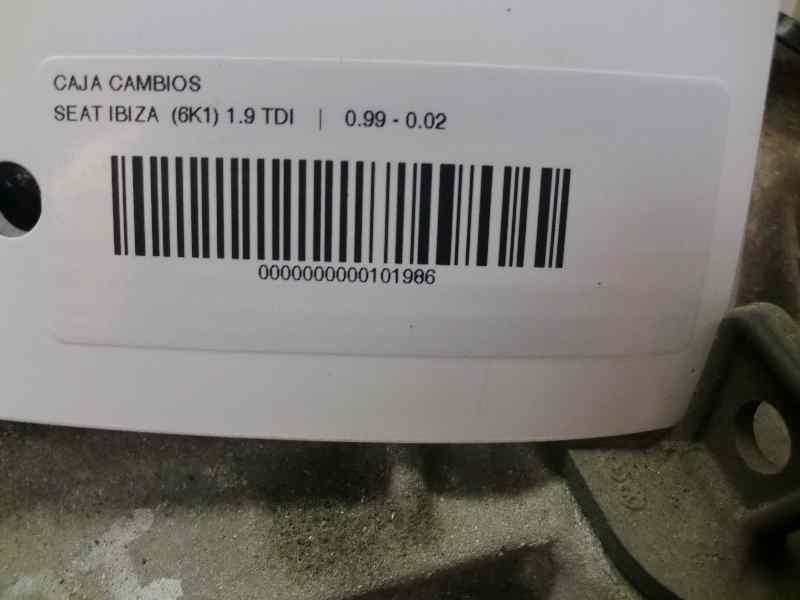 CAJA CAMBIOS
SEAT IBIZA (6K1) 1.9 TDI | 0.99 - 0.02
0000000000101986